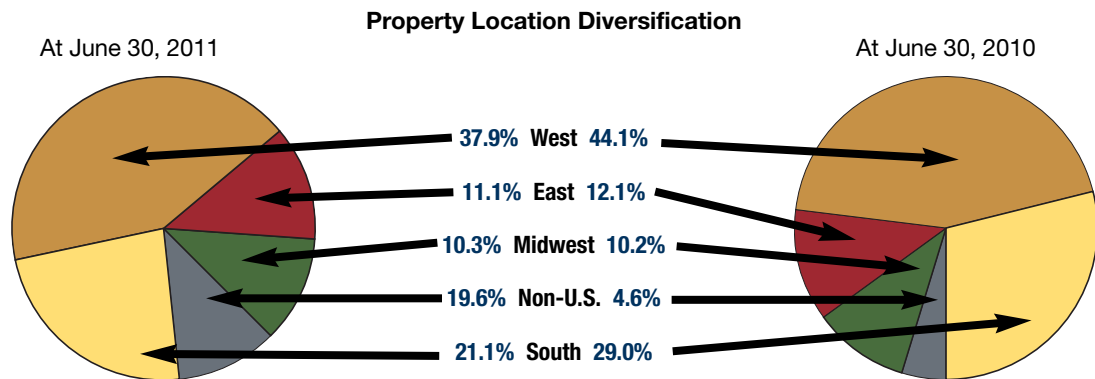 Property Location Diversification
At June 30, 2011
At June 30, 2010
37.9% West 44.1%
11.1% East 12.1%
10.3% Midwest 10.2%
19.6% Non-U.S. 4.6%
21.1% South 29.0%